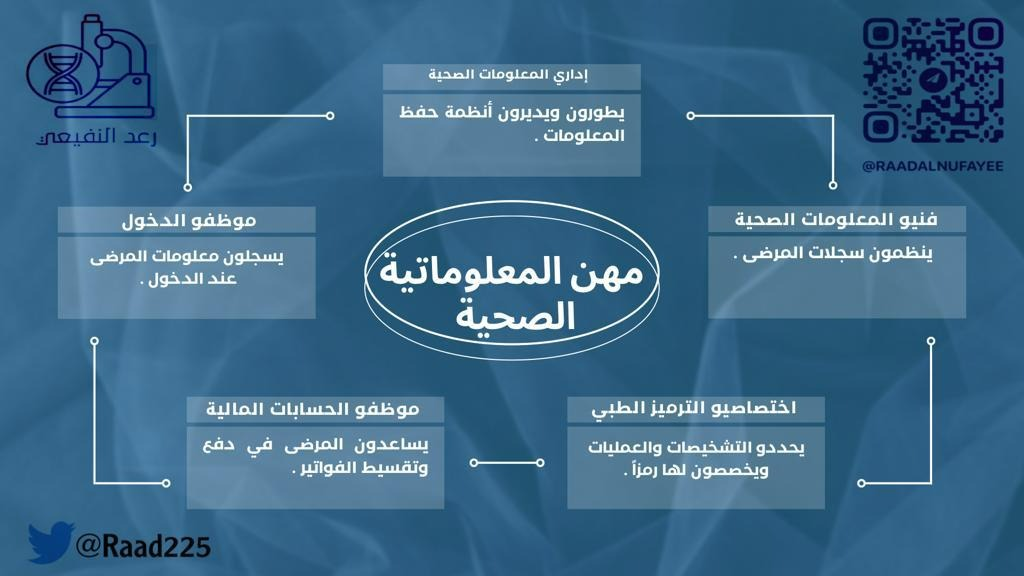 رعد النفيعي
@RAADALNUFAYEE
إداري المعلومات الصحية
يطورون ويديرون أنظمة حفظ
المعلومات .
فنيو المعلومات الصحية
ينظمون سجلات المرضى .
موظفو الدخول
يسجلون معلومات المرضى
عند الدخول .
مهن المعلوماتية
الصحية
اختصاصيو الترميز الطبي
يحددو التشخيصات والعمليات
ويخصصون لها رمزاً .
موظفو الحسابات المالية
يساعدون المرضى في دفع
وتقسيط الفواتير .
@Raad225